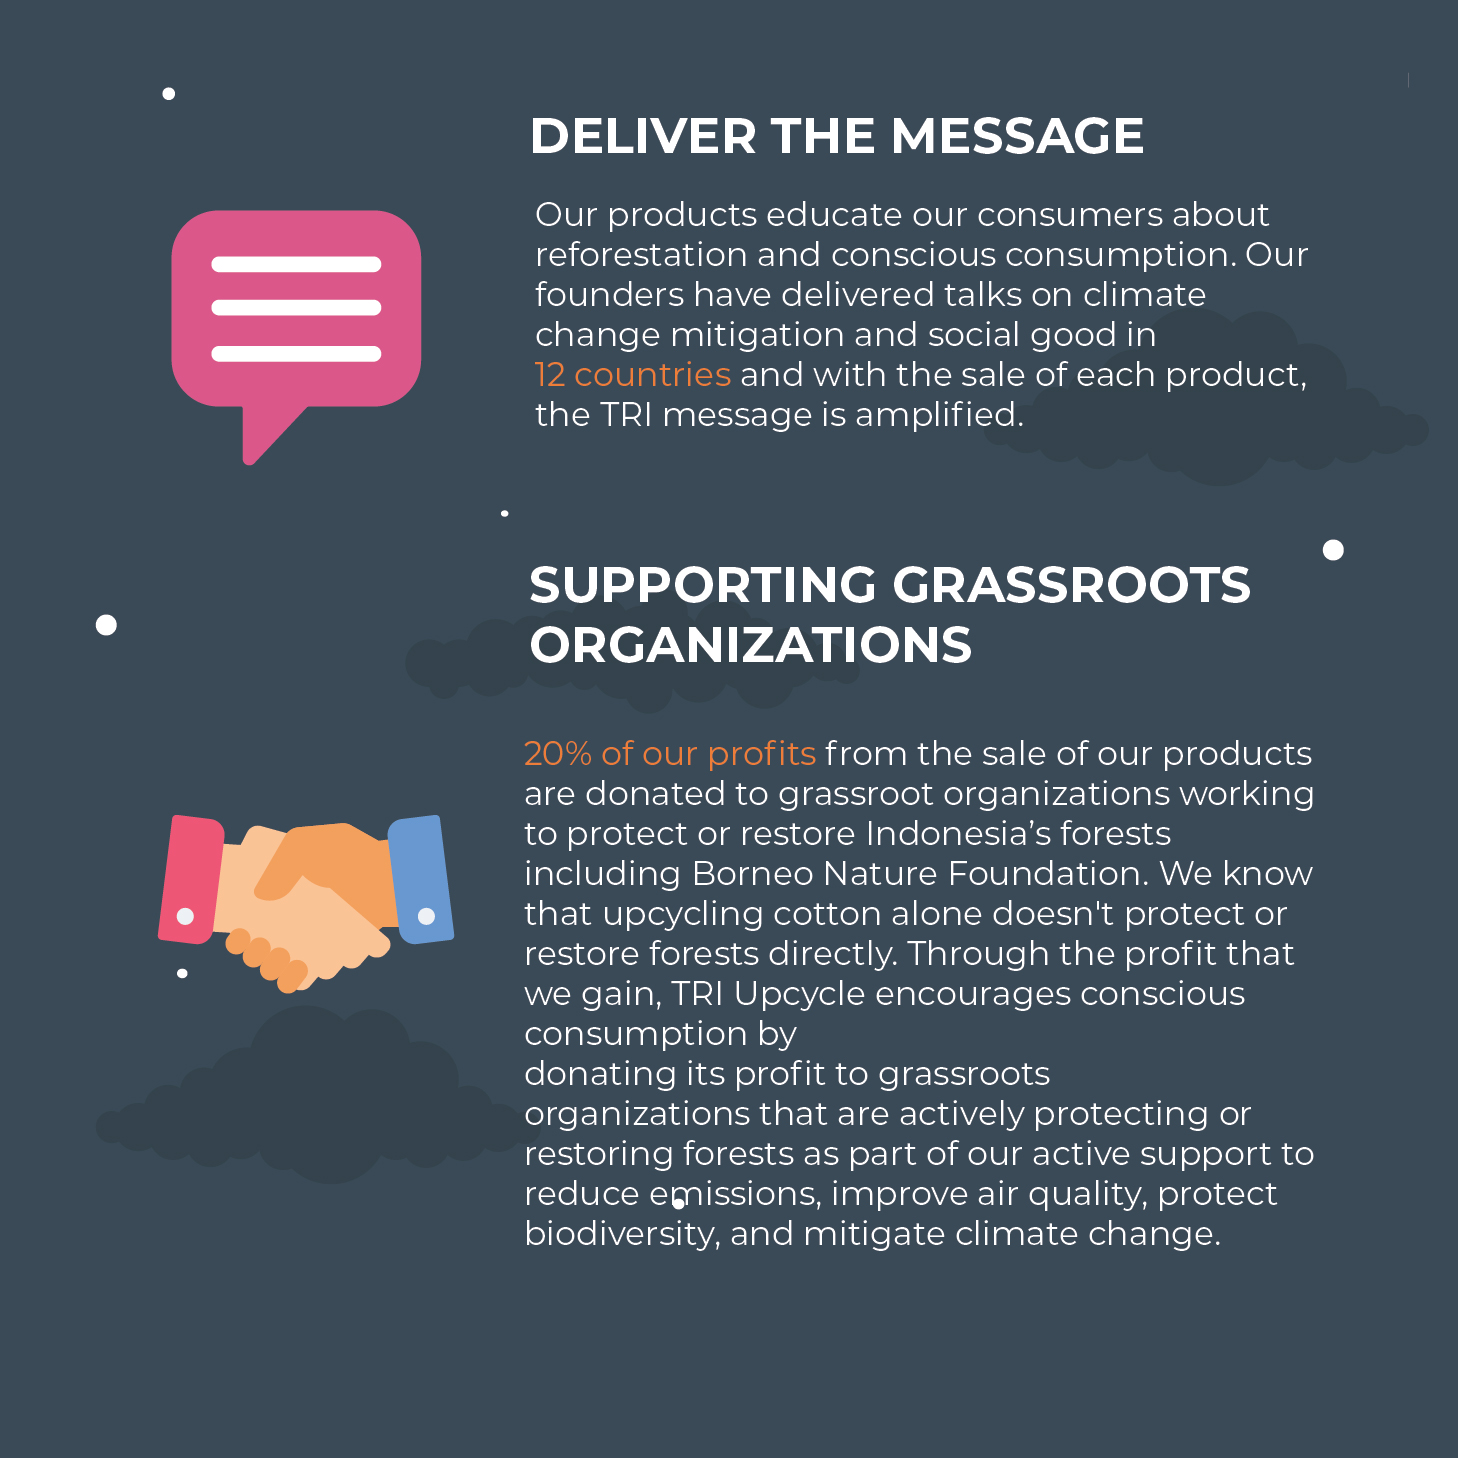 DELIVER THE MESSAGE
Our products educate our consumers about
reforestation and conscious consumption. Our
founders have delivered talks on climate
change mitigation and social good in
12 countries and with the sale of each product,
the TRI message is amplified.
SUPPORTING GRASSROOTS
ORGANIZATIONS
20% of our profits from the sale of our products
are donated to grassroot organizations working
to protect or restore Indonesia’s forests
including Borneo Nature Foundation. We know
that upcycling cotton alone doesn't protect or
restore forests directly. Through the profit that
we gain, TRI Upcycle encourages conscious
consumption by
donating its profit to grassroots
organizations that are actively protecting or
restoring forests as part of our active support to
reduce emissions, improve air quality, protect
biodiversity, and mitigate climate change.